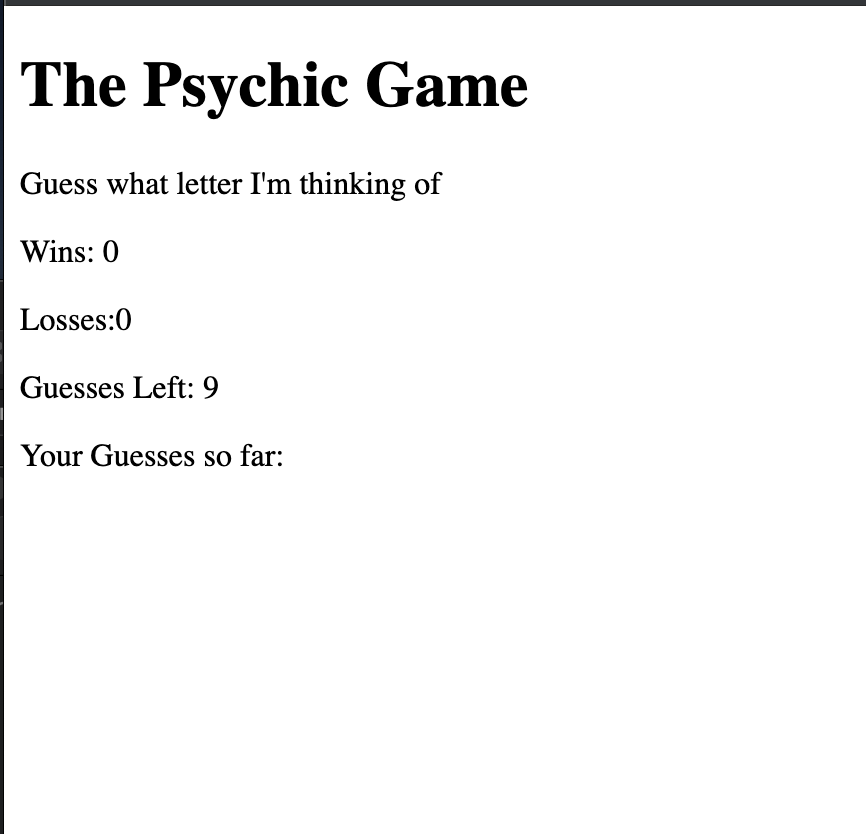 The Psychic Game
Guess what letter I'm thinking of
Wins: 0
Losses:0
Guesses Left: 9
Your Guesses so far: